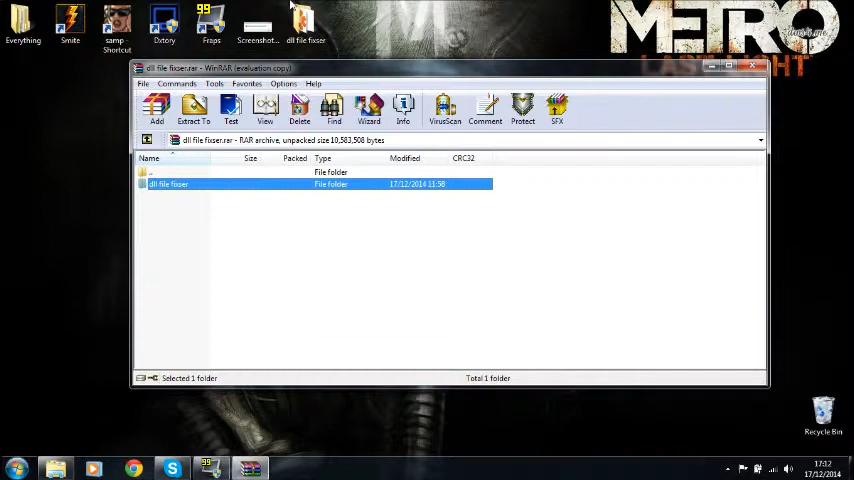 Everything
Smite
samp - Shortcut
Dxtory
99
Fraps
Screenshot...
dll file fixser
METRO
LAST LIGHT
dll file fixser.rar - WinRAR (evaluation copy)
File Commands Tools Favorites Options Help
Add Extract To Test View Delete Find Wizard Info VirusScan Comment Protect SFX
dll file fixser.rar - RAR archive, unpacked size 10,583,508 bytes
Name Size Packed Type Modified CRC32
.. File folder
dll file fixser File folder 17/12/2014 11:58
Selected 1 folder Total 1 folder
Recycle Bin
99
17:12
17/12/2014